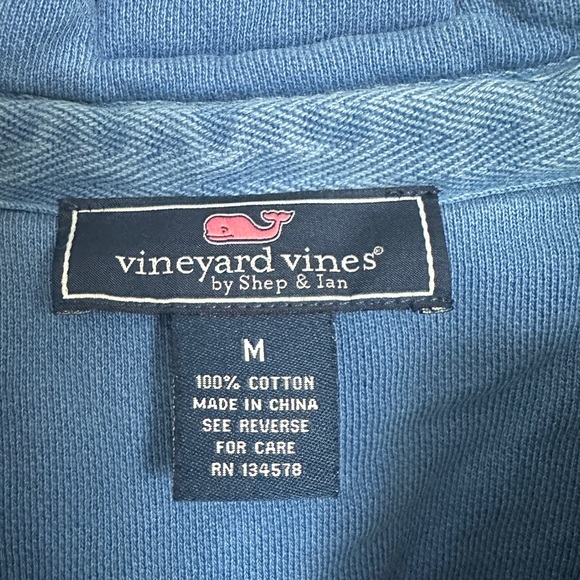 vineyard vines®
by Shep & Ian
M
100% COTTON
MADE IN CHINA
SEE REVERSE
FOR CARE
RN 134578